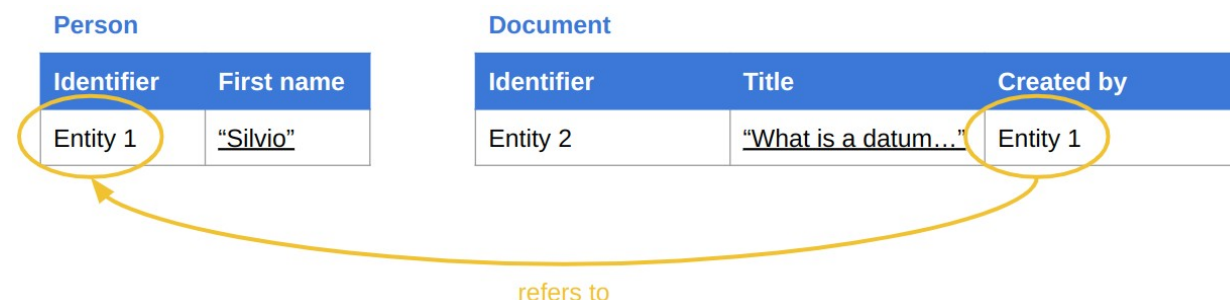 Person
Document
Identifier First name
Identifier Title Created by
Entity 1 “Silvio”
Entity 2 “What is a datum…” Entity 1
refers to